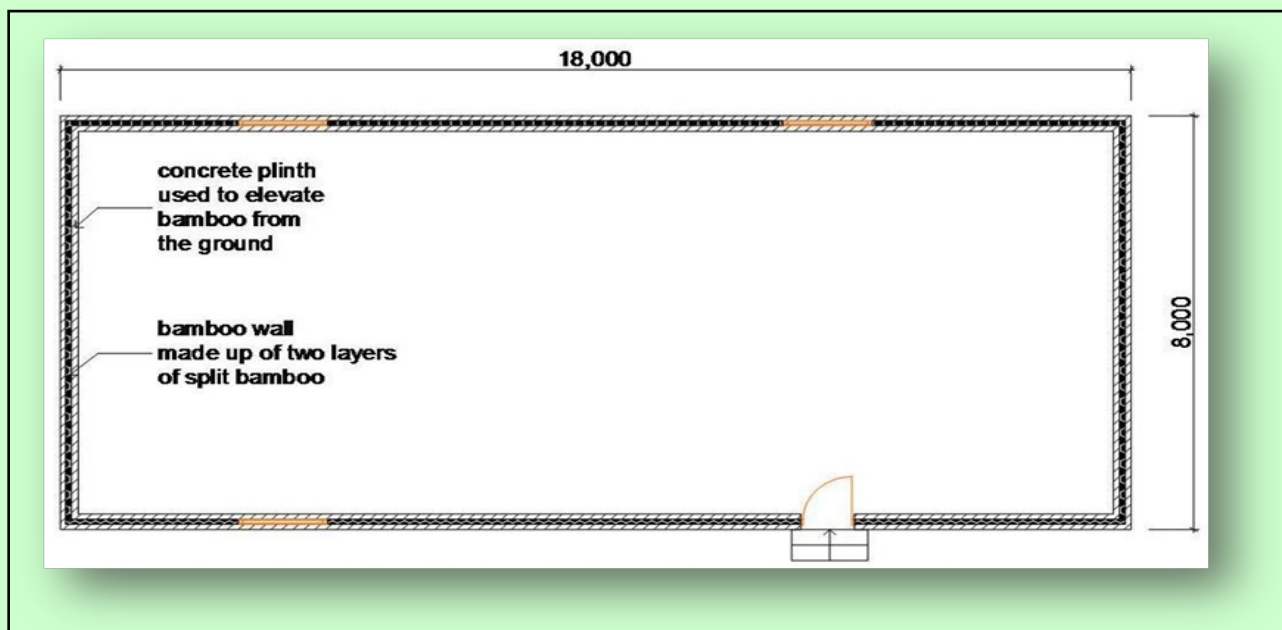 18,000
concrete plinth
used to elevate
bamboo from
the ground
8,000
bamboo wall
made up of two layers
of split bamboo